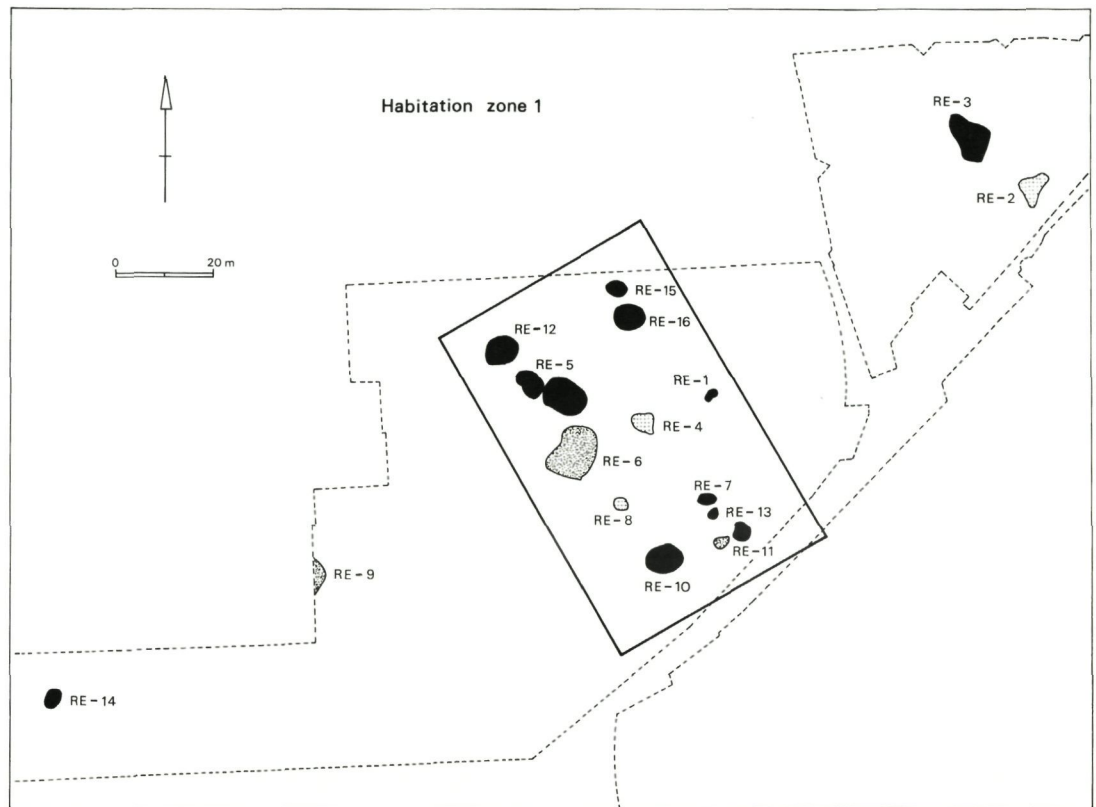 Habitation zone 1
RE-3
RE-2
0 20 m
RE-15
RE-16
RE-12
RE-5
RE-1
RE-4
RE-6
RE-7
RE-8
RE-13
RE-11
RE-10
RE-9
RE-14